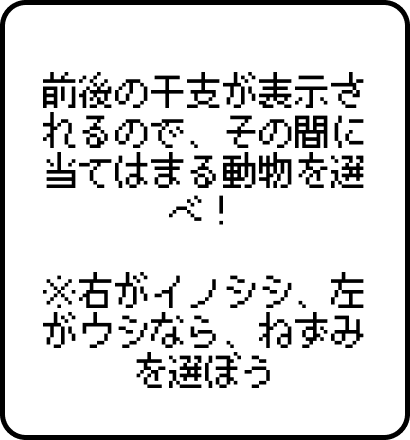 前後の干支が表示さ
れるので、その間に
当てはまる動物を選
べ！
※右がイノシシ、左
がウシなら、ねずみ
を選ぼう